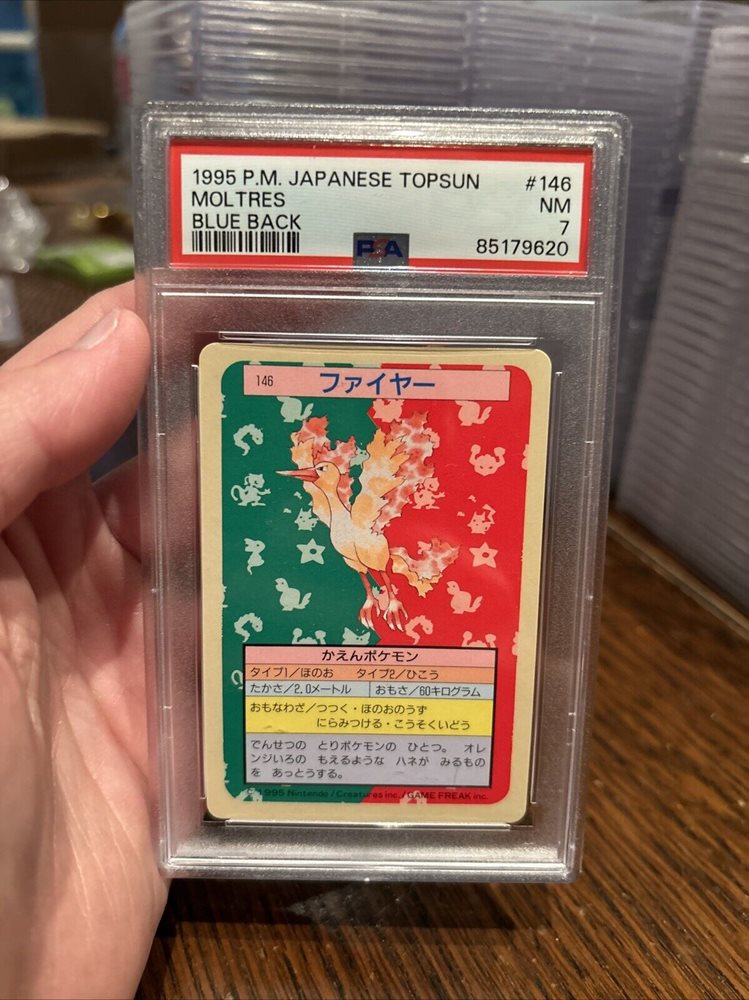 1995 P.M. JAPANESE TOPSUN #146
MOLTRES NM
BLUE BACK 7
PSA 85179620
146 ファイヤー
かえんポケモン
タイプ1/ほのお タイプ2/ひこう
たかさ/2.0メートル おもさ/60キログラム
おもなわざ/つつく・ほのおのうず
にらみつける・こうそくいどう
でんせつの とりポケモンの ひとつ。 オレ
ンジいろの もえるような ハネが みるもの
を あっとうする。
© 1995 Nintendo / Creatures inc. / GAME FREAK inc.